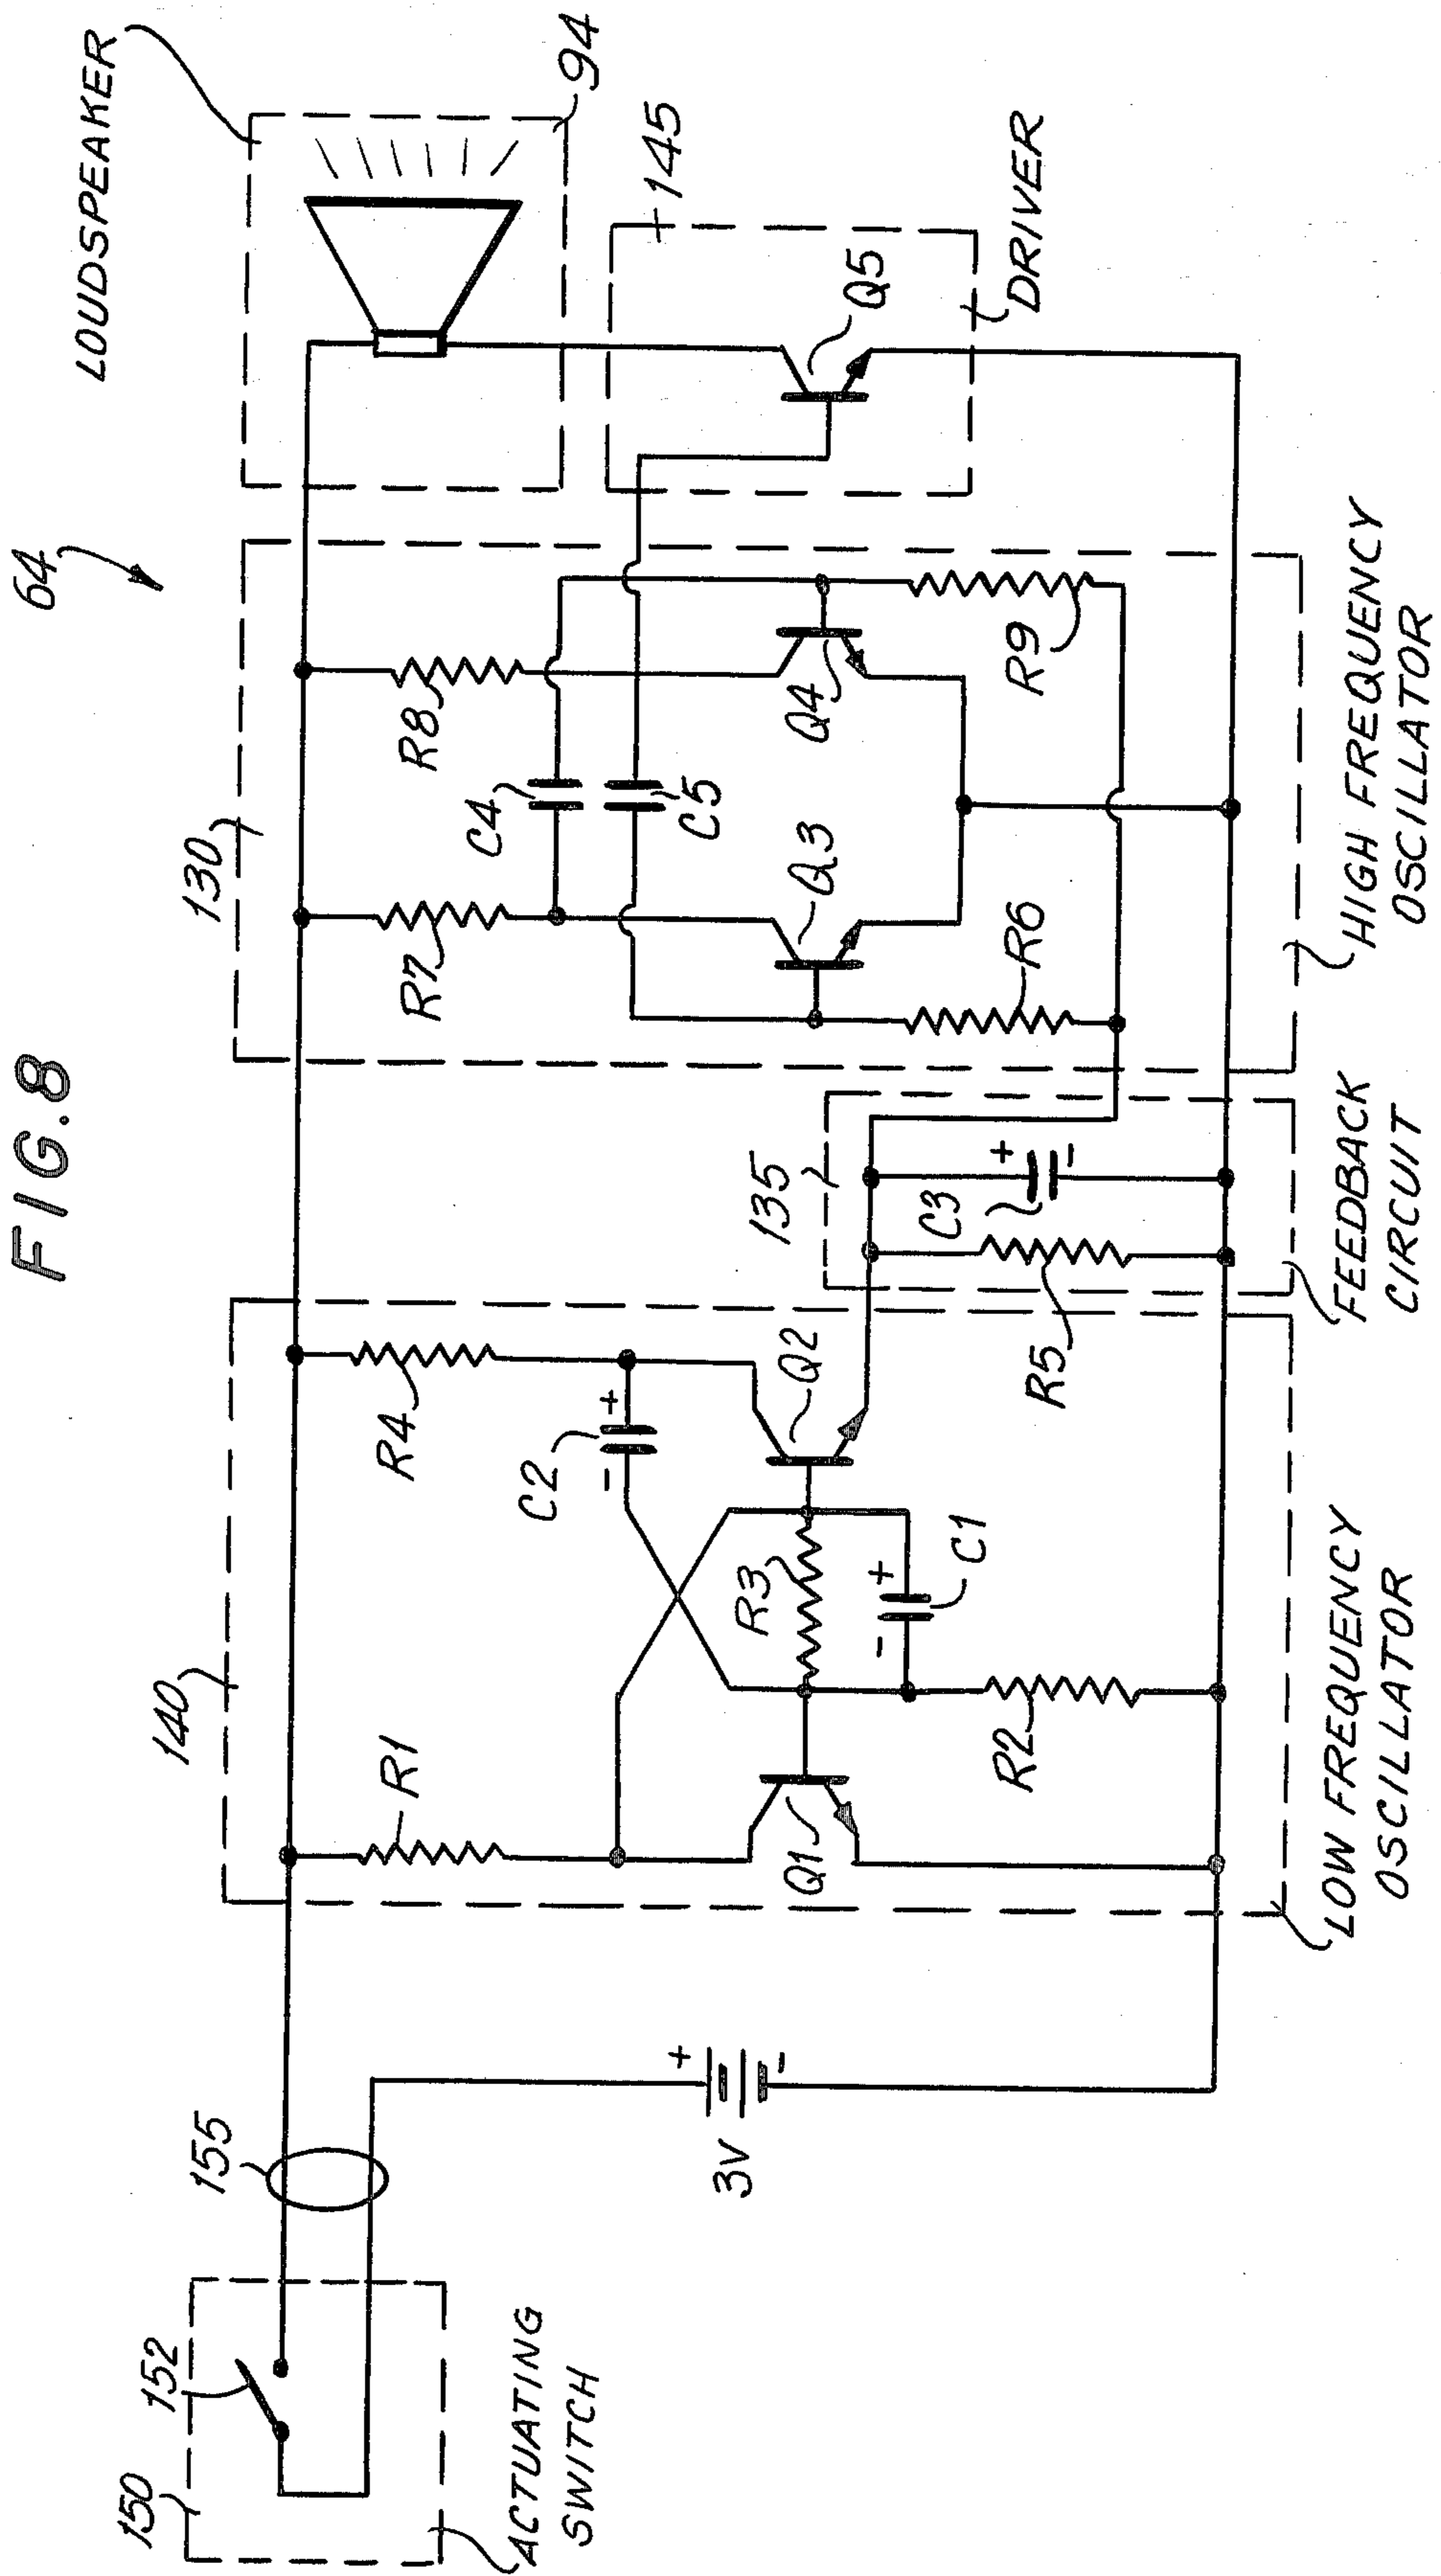 FIG. 8
64
LOUDSPEAKER
94
145
DRIVER
Q5
130
R7
R8
C4
C5
Q3
Q4
R6
R9
HIGH FREQUENCY
OSCILLATOR
135
C3
+
-
R5
FEEDBACK
CIRCUIT
140
R1
R4
C2
+
-
Q1
Q2
R3
C1
+
-
R2
LOW FREQUENCY
OSCILLATOR
155
3V
+
-
150
152
ACTUATING
SWITCH